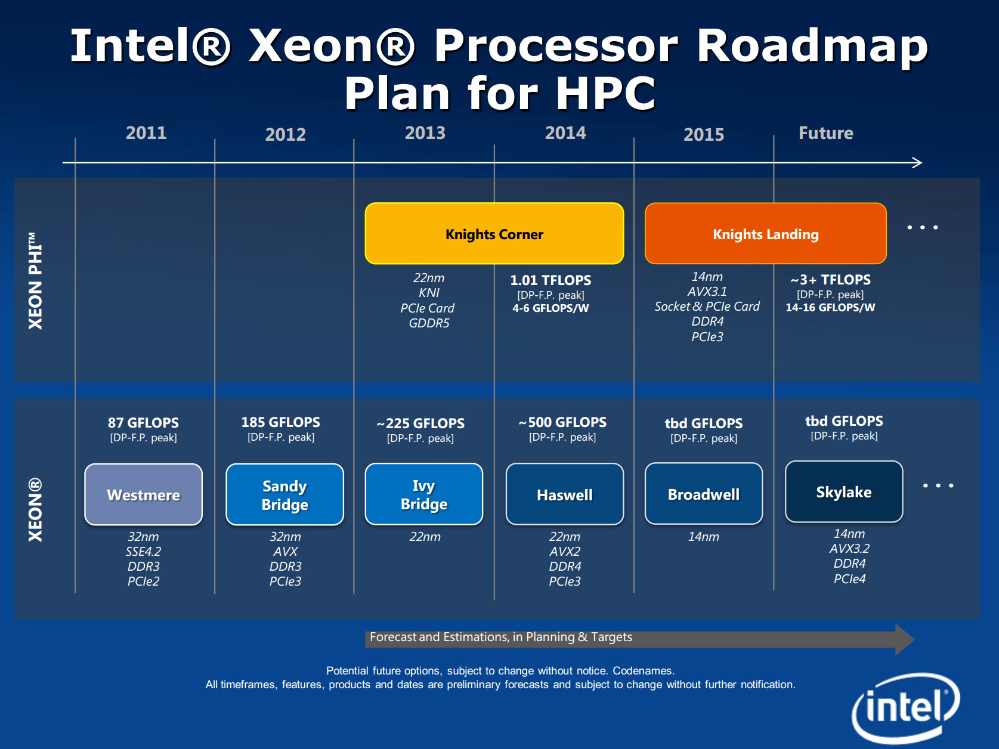 Intel® Xeon® Processor Roadmap
Plan for HPC
2011
2012
2013
2014
2015
Future
XEON PHI™
Knights Corner
Knights Landing
. . .
22nm
KNI
PCIe Card
GDDR5
1.01 TFLOPS
[DP-F.P. peak]
4-6 GFLOPS/W
14nm
AVX3.1
Socket & PCIe Card
DDR4
PCIe3
~3+ TFLOPS
[DP-F.P. peak]
14-16 GFLOPS/W
XEON®
87 GFLOPS
[DP-F.P. peak]
Westmere
32nm
SSE4.2
DDR3
PCIe2
185 GFLOPS
[DP-F.P. peak]
Sandy
Bridge
32nm
AVX
DDR3
PCIe3
~225 GFLOPS
[DP-F.P. peak]
Ivy
Bridge
22nm
~500 GFLOPS
[DP-F.P. peak]
Haswell
22nm
AVX2
DDR4
PCIe3
tbd GFLOPS
[DP-F.P. peak]
Broadwell
14nm
tbd GFLOPS
[DP-F.P. peak]
Skylake
14nm
AVX3.2
DDR4
PCIe4
. . .
Forecast and Estimations, in Planning & Targets
Potential future options, subject to change without notice. Codenames.
All timeframes, features, products and dates are preliminary forecasts and subject to change without further notification.
intel®